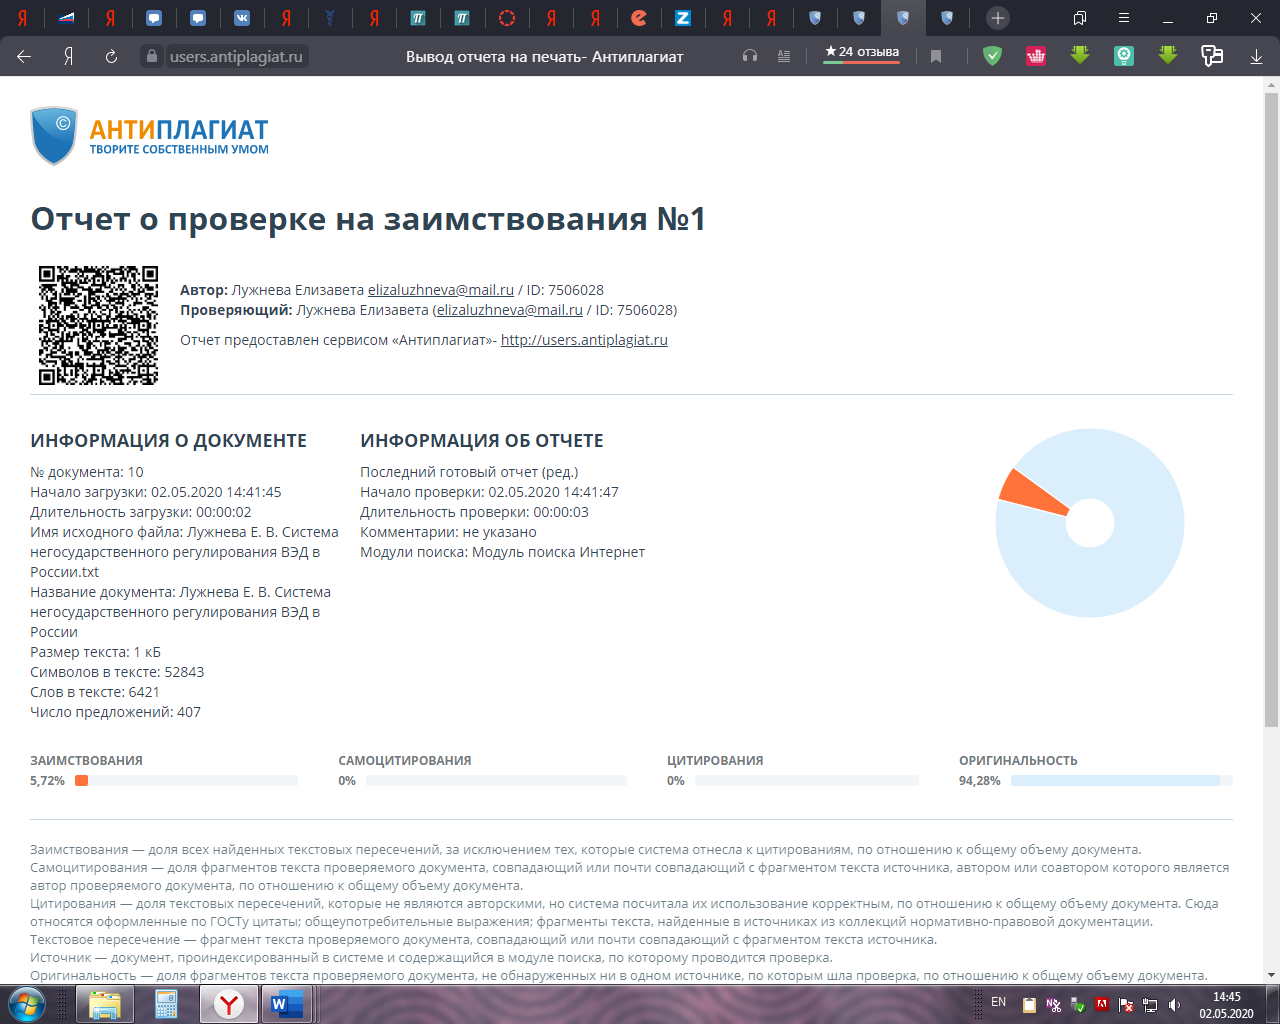 users.antiplagiat.ru
Вывод отчета на печать- Антиплагиат
★24 отзыва
©
АНТИПЛАГИАТ
ТВОРИТЕ СОБСТВЕННЫМ УМОМ
Отчет о проверке на заимствования №1
Автор: Лужнева Елизавета elizaluzhneva@mail.ru / ID: 7506028
Проверяющий: Лужнева Елизавета (elizaluzhneva@mail.ru / ID: 7506028)
Отчет предоставлен сервисом «Антиплагиат»- http://users.antiplagiat.ru
ИНФОРМАЦИЯ О ДОКУМЕНТЕ
№ документа: 10
Начало загрузки: 02.05.2020 14:41:45
Длительность загрузки: 00:00:02
Имя исходного файла: Лужнева Е. В. Система
негосударственного регулирования ВЭД в
России.txt
Название документа: Лужнева Е. В. Система
негосударственного регулирования ВЭД в
России
Размер текста: 1 кБ
Символов в тексте: 52843
Слов в тексте: 6421
Число предложений: 407
ИНФОРМАЦИЯ ОБ ОТЧЕТЕ
Последний готовый отчет (ред.)
Начало проверки: 02.05.2020 14:41:47
Длительность проверки: 00:00:03
Комментарии: не указано
Модули поиска: Модуль поиска Интернет
ЗАИМСТВОВАНИЯ
5,72%
САМОЦИТИРОВАНИЯ
0%
ЦИТИРОВАНИЯ
0%
ОРИГИНАЛЬНОСТЬ
94,28%
Заимствования — доля всех найденных текстовых пересечений, за исключением тех, которые система отнесла к цитированиям, по отношению к общему объему документа.
Самоцитирования — доля фрагментов текста проверяемого документа, совпадающий или почти совпадающий с фрагментом текста источника, автором или соавтором которого является
автор проверяемого документа, по отношению к общему объему документа.
Цитирования — доля текстовых пересечений, которые не являются авторскими, но система посчитала их использование корректным, по отношению к общему объему документа. Сюда
относятся оформленные по ГОСТу цитаты; общеупотребительные выражения; фрагменты текста, найденные в источниках из коллекций нормативно-правовой документации.
Текстовое пересечение — фрагмент текста проверяемого документа, совпадающий или почти совпадающий с фрагментом текста источника.
Источник — документ, проиндексированный в системе и содержащийся в модуле поиска, по которому проводится проверка.
Оригинальность — доля фрагментов текста проверяемого документа, не обнаруженных ни в одном источнике, по которым шла проверка, по отношению к общему объему документа.
EN
14:45
02.05.2020